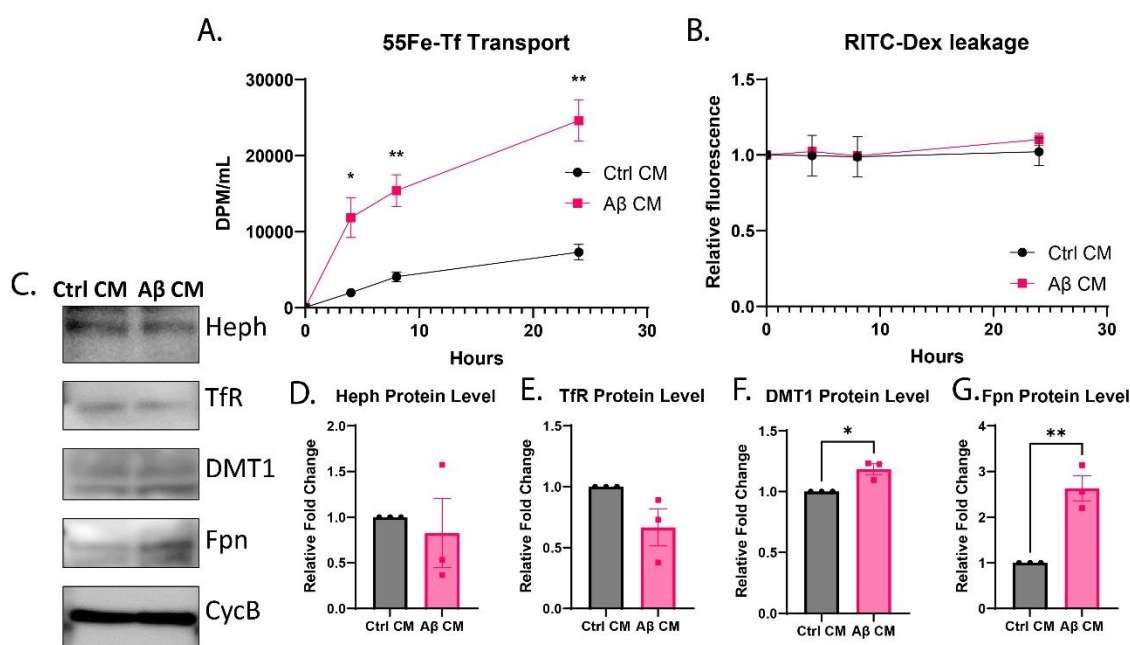 A.
55Fe-Tf Transport
DPM/mL
30000
20000
10000
0
*
**
**
Ctrl CM
Aβ CM
0
10
20
30
Hours
B.
RITC-Dex leakage
Relative fluorescence
1.5
1.0
0.5
0.0
Ctrl CM
Aβ CM
0
10
20
30
Hours
C.
Ctrl CM Aβ CM
Heph
TfR
DMT1
Fpn
CycB
D.
Heph Protein Level
Relative Fold Change
2.0
1.5
1.0
0.5
0.0
Ctrl CM Aβ CM
E.
TfR Protein Level
Relative Fold Change
1.5
1.0
0.5
0.0
Ctrl CM Aβ CM
F.
DMT1 Protein Level
Relative Fold Change
1.5
1.0
0.5
0.0
*
Ctrl CM Aβ CM
G.
Fpn Protein Level
Relative Fold Change
4
3
2
1
0
**
Ctrl CM Aβ CM